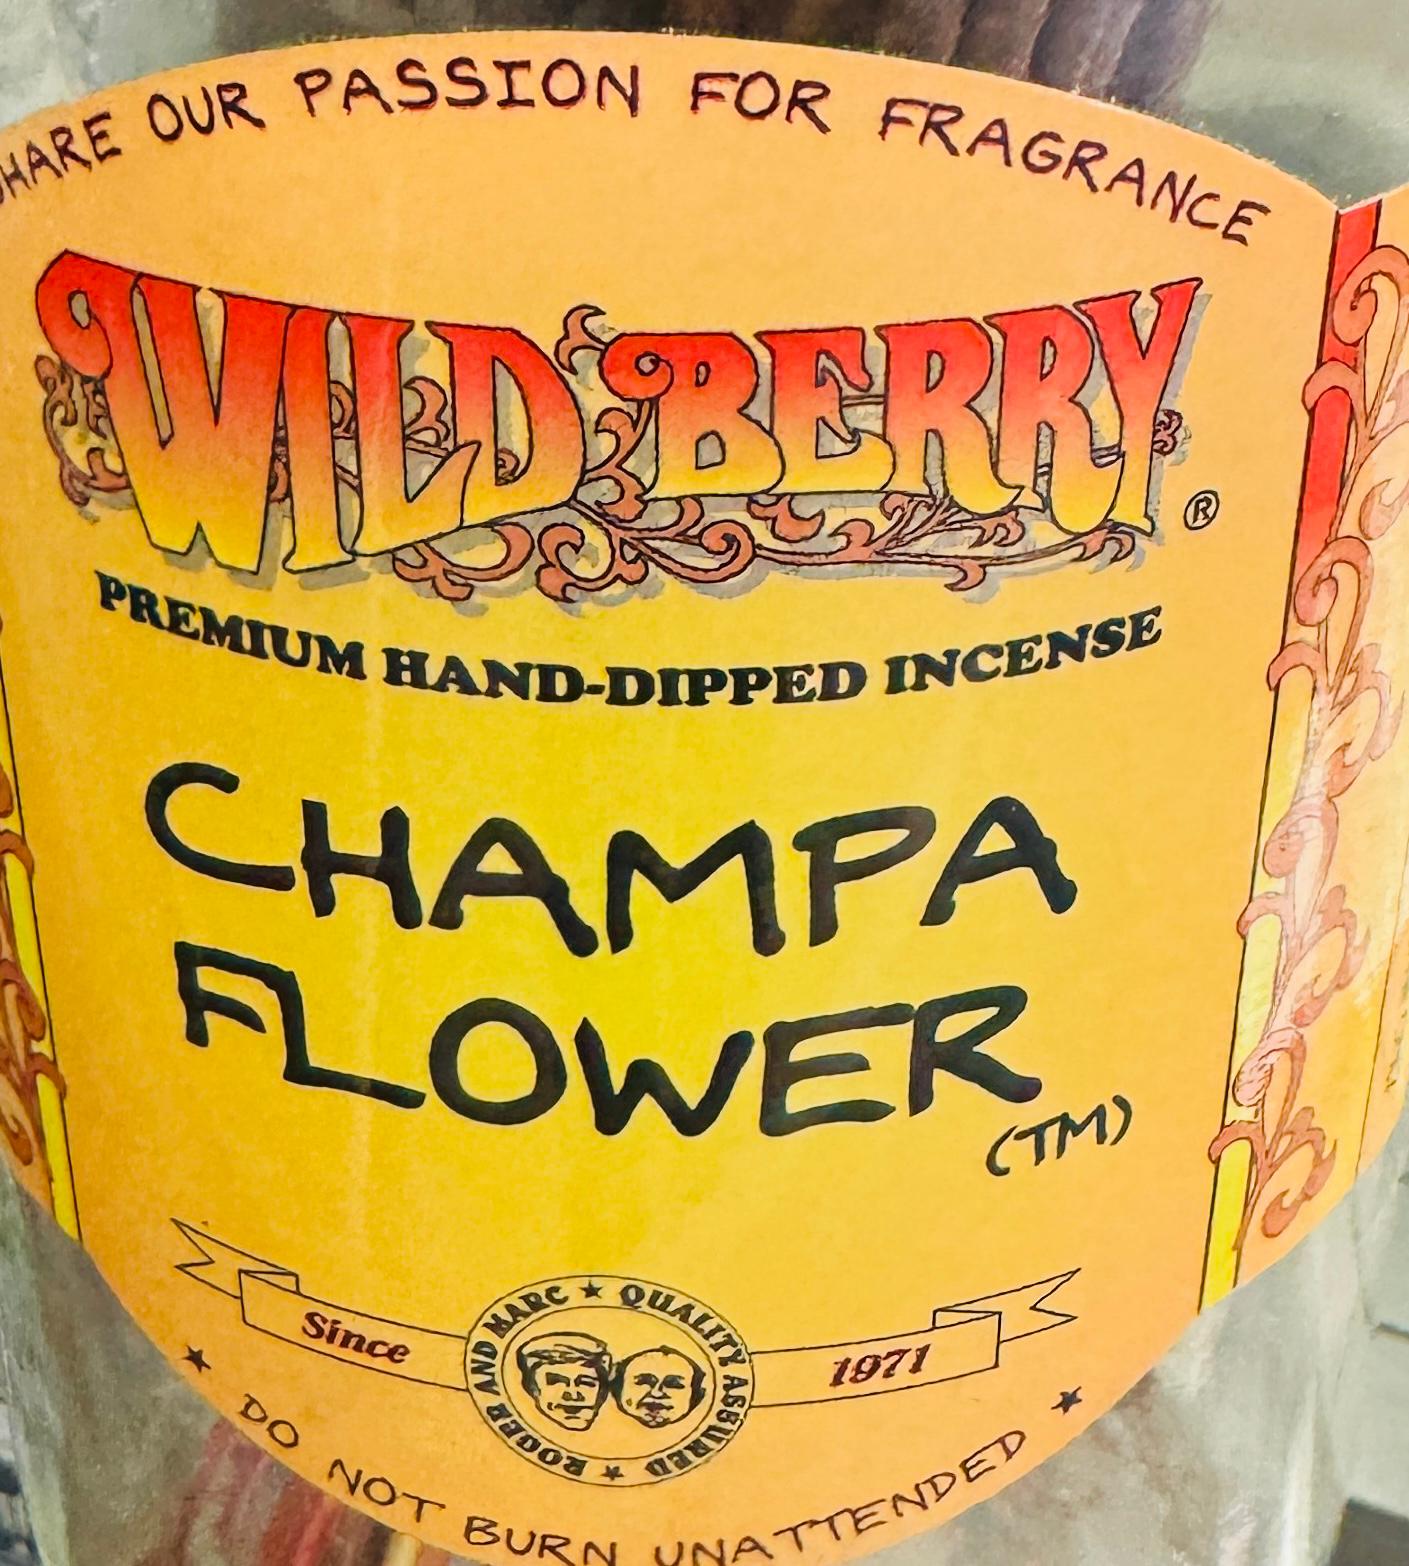 SHARE OUR PASSION FOR FRAGRANCE
WILD BERRY®
PREMIUM HAND-DIPPED INCENSE
CHAMPA
FLOWER
(TM)
Since 1971
ROGER AND MARC ★ QUALITY ASSURED ★
★ DO NOT BURN UNATTENDED ★